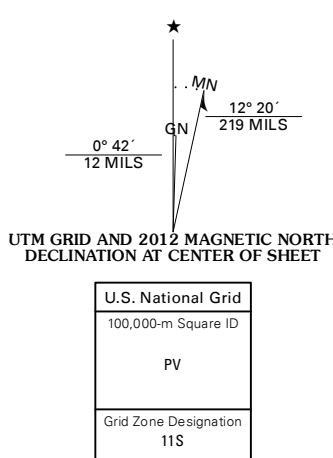 ★
MN
GN
12° 20´
219 MILS
0° 42´
12 MILS
UTM GRID AND 2012 MAGNETIC NORTH
DECLINATION AT CENTER OF SHEET
U.S. National Grid
100,000-m Square ID
PV
Grid Zone Designation
11S